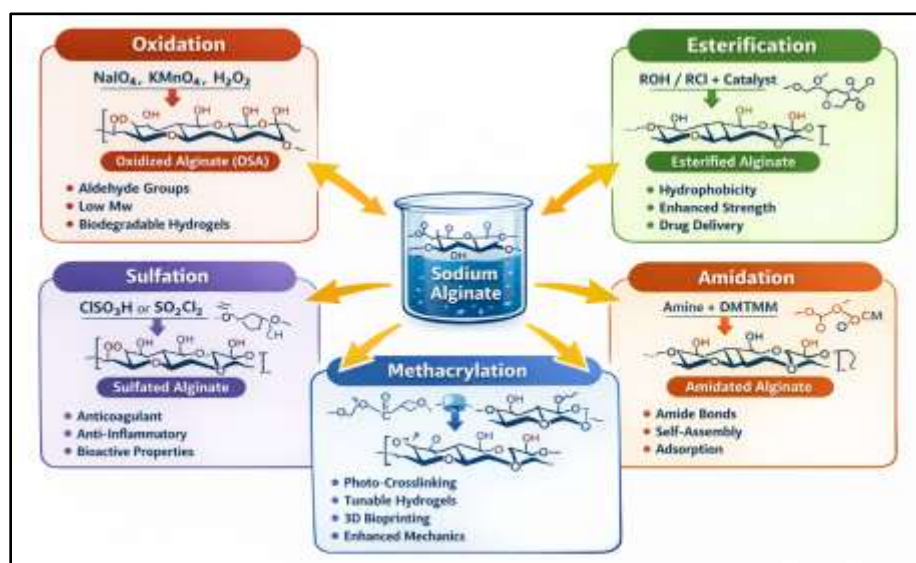 Oxidation
NaIO₄, KMnO₄, H₂O₂
Oxidized Alginate (OSA)
• Aldehyde Groups
• Low Mw
• Biodegradable Hydrogels
Esterification
ROH / RCl + Catalyst
Esterified Alginate
• Hydrophobicity
• Enhanced Strength
• Drug Delivery
Sodium
Alginate
Sulfation
ClSO₃H or SO₂Cl₂
Sulfated Alginate
• Anticoagulant
• Anti-Inflammatory
• Bioactive Properties
Amidation
Amine + DMTMM
Amidated Alginate
• Amide Bonds
• Self-Assembly
• Adsorption
Methacrylation
• Photo-Crosslinking
• Tunable Hydrogels
• 3D Bioprinting
• Enhanced Mechanics